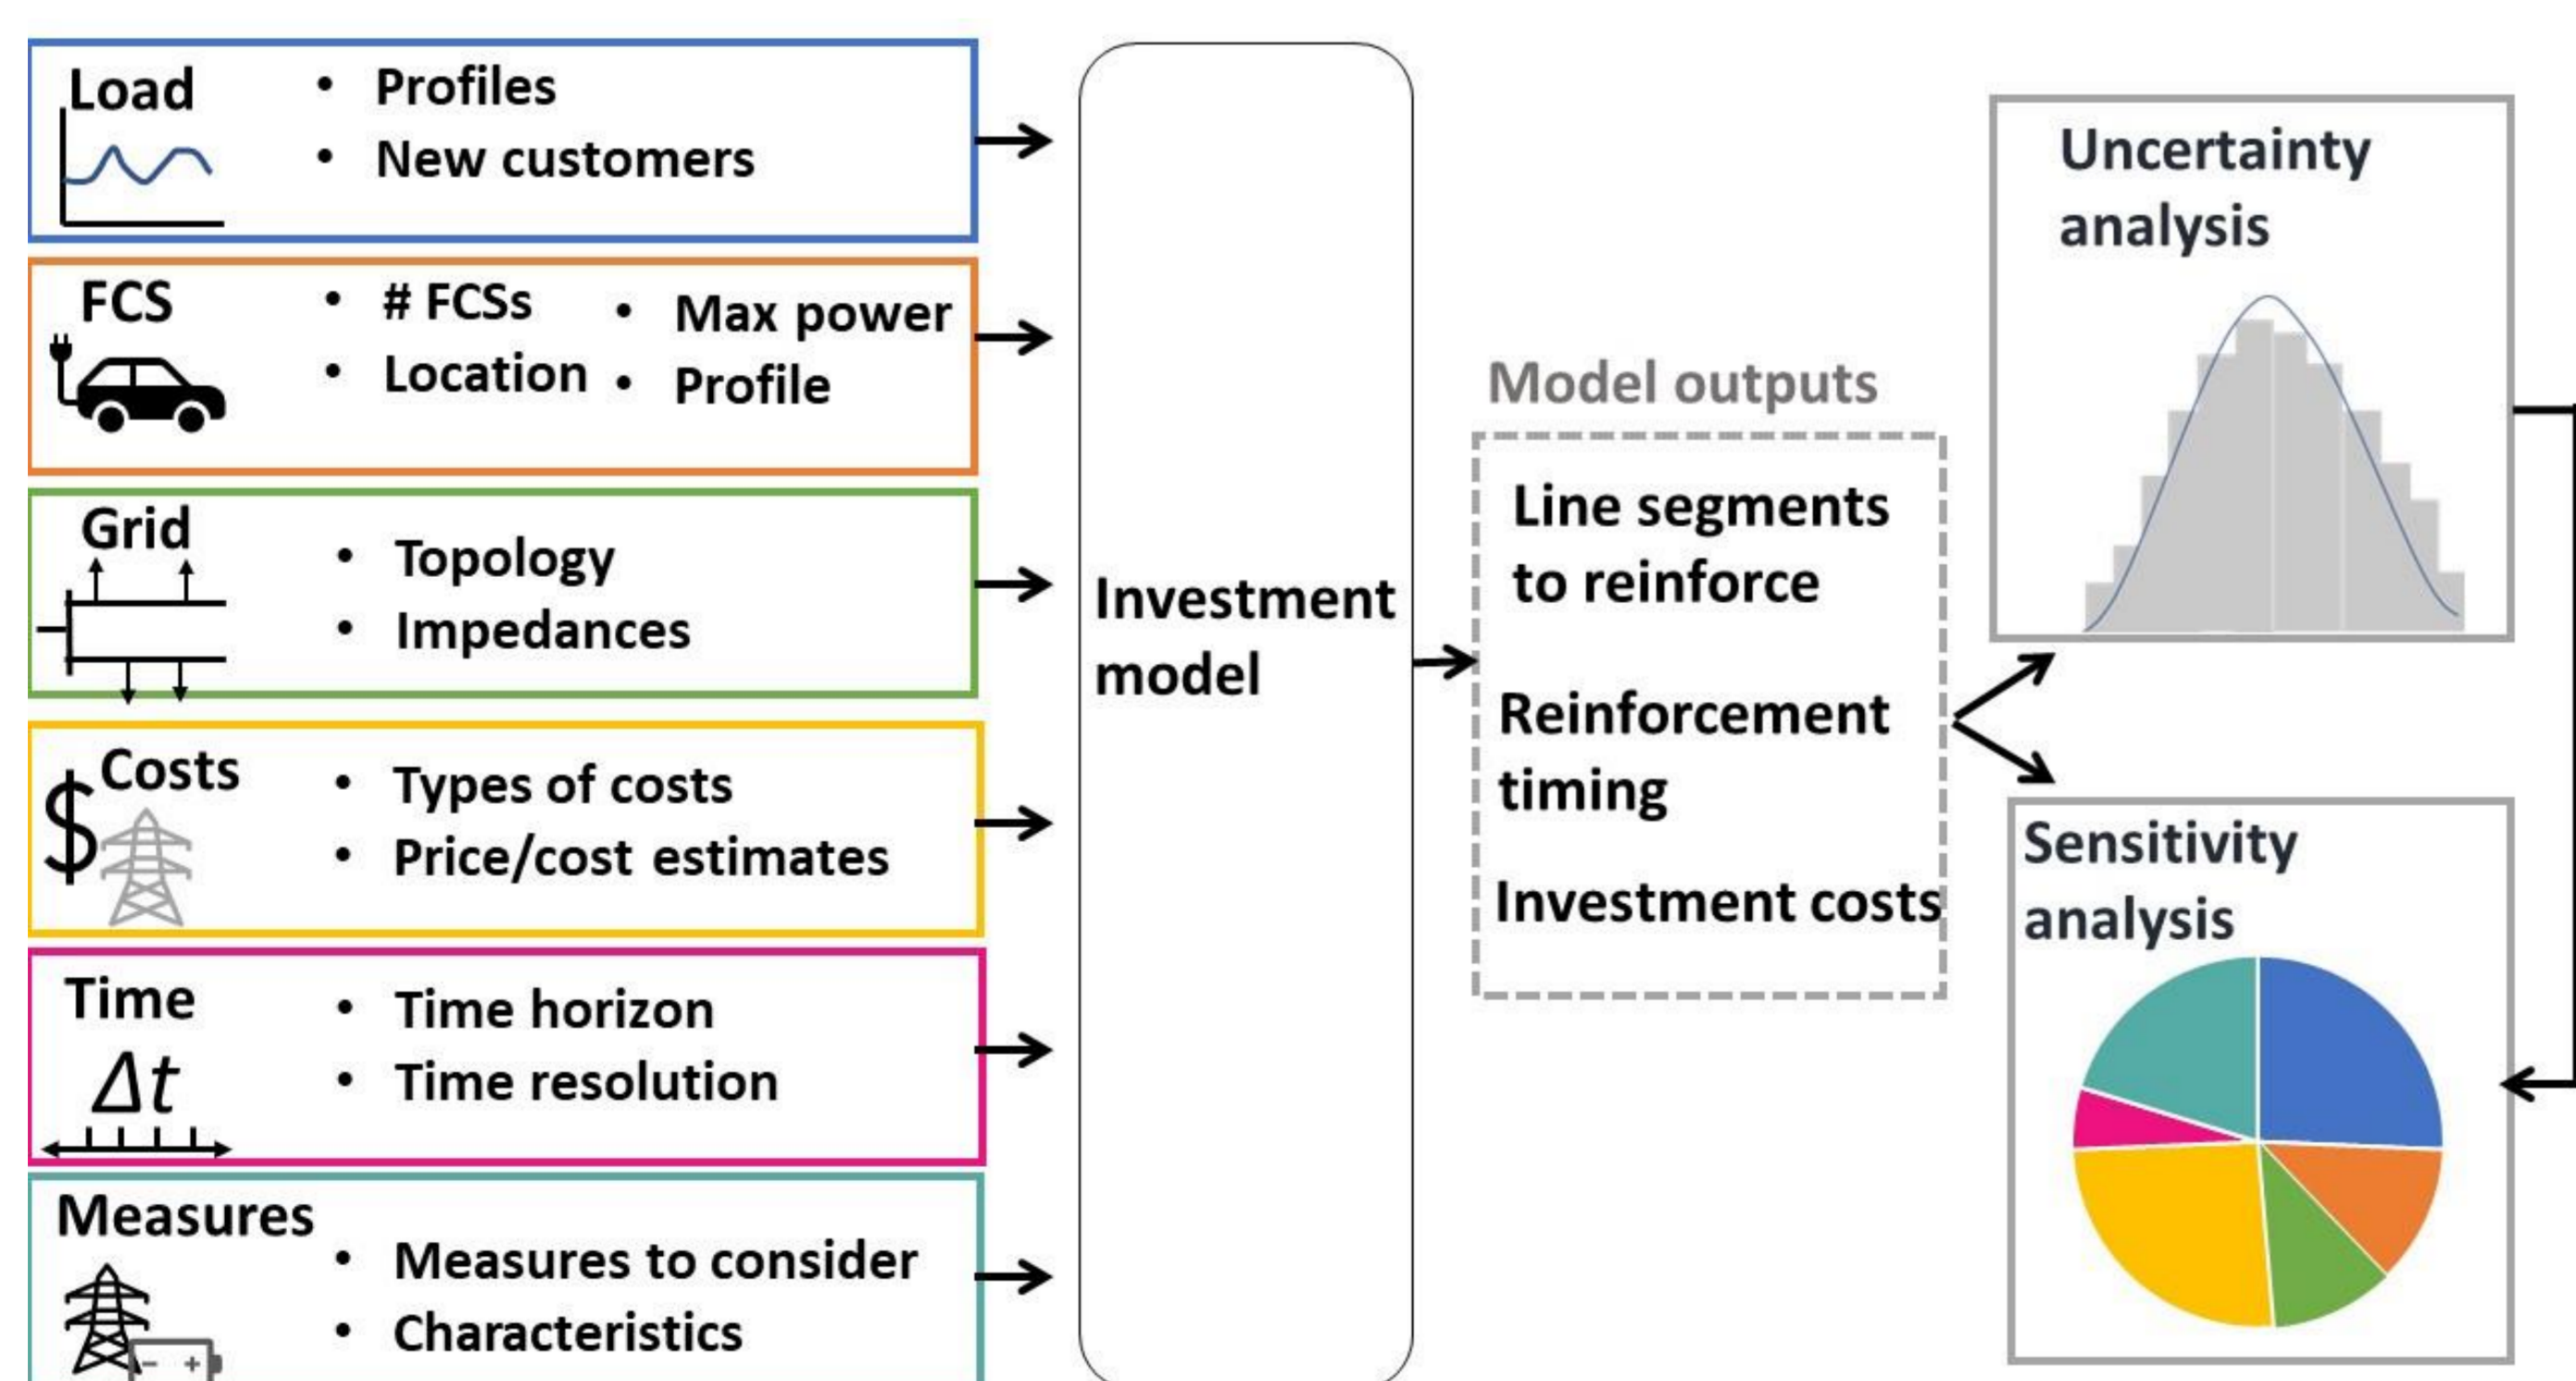 Load
• Profiles
• New customers
FCS
• # FCSs
• Location
• Max power
• Profile
Grid
• Topology
• Impedances
Costs
$
• Types of costs
• Price/cost estimates
Time
Δt
• Time horizon
• Time resolution
Measures
• Measures to consider
• Characteristics
- +
Investment
model
Model outputs
Line segments
to reinforce
Reinforcement
timing
Investment costs
Uncertainty
analysis
Sensitivity
analysis